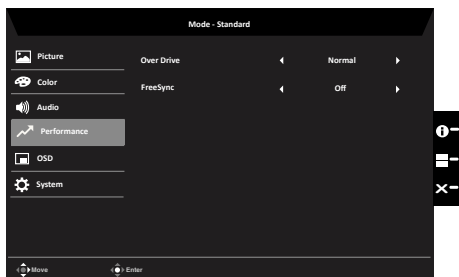 Mode - Standard
Picture
Over Drive Normal
Color
FreeSync Off
Audio
Performance
OSD
System
Move Enter